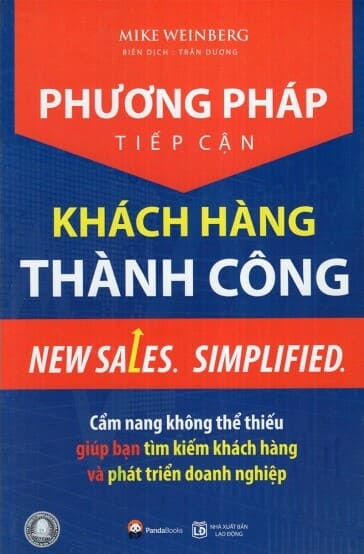 MIKE WEINBERG
BIÊN DỊCH : TRẦN DƯƠNG
PHƯƠNG PHÁP
TIẾP CẬN
KHÁCH HÀNG
THÀNH CÔNG
NEW SALES. SIMPLIFIED.
Cẩm nang không thể thiếu
giúp bạn tìm kiếm khách hàng
và phát triển doanh nghiệp
PandaBooks
LĐ NHÀ XUẤT BẢN
LAO ĐỘNG